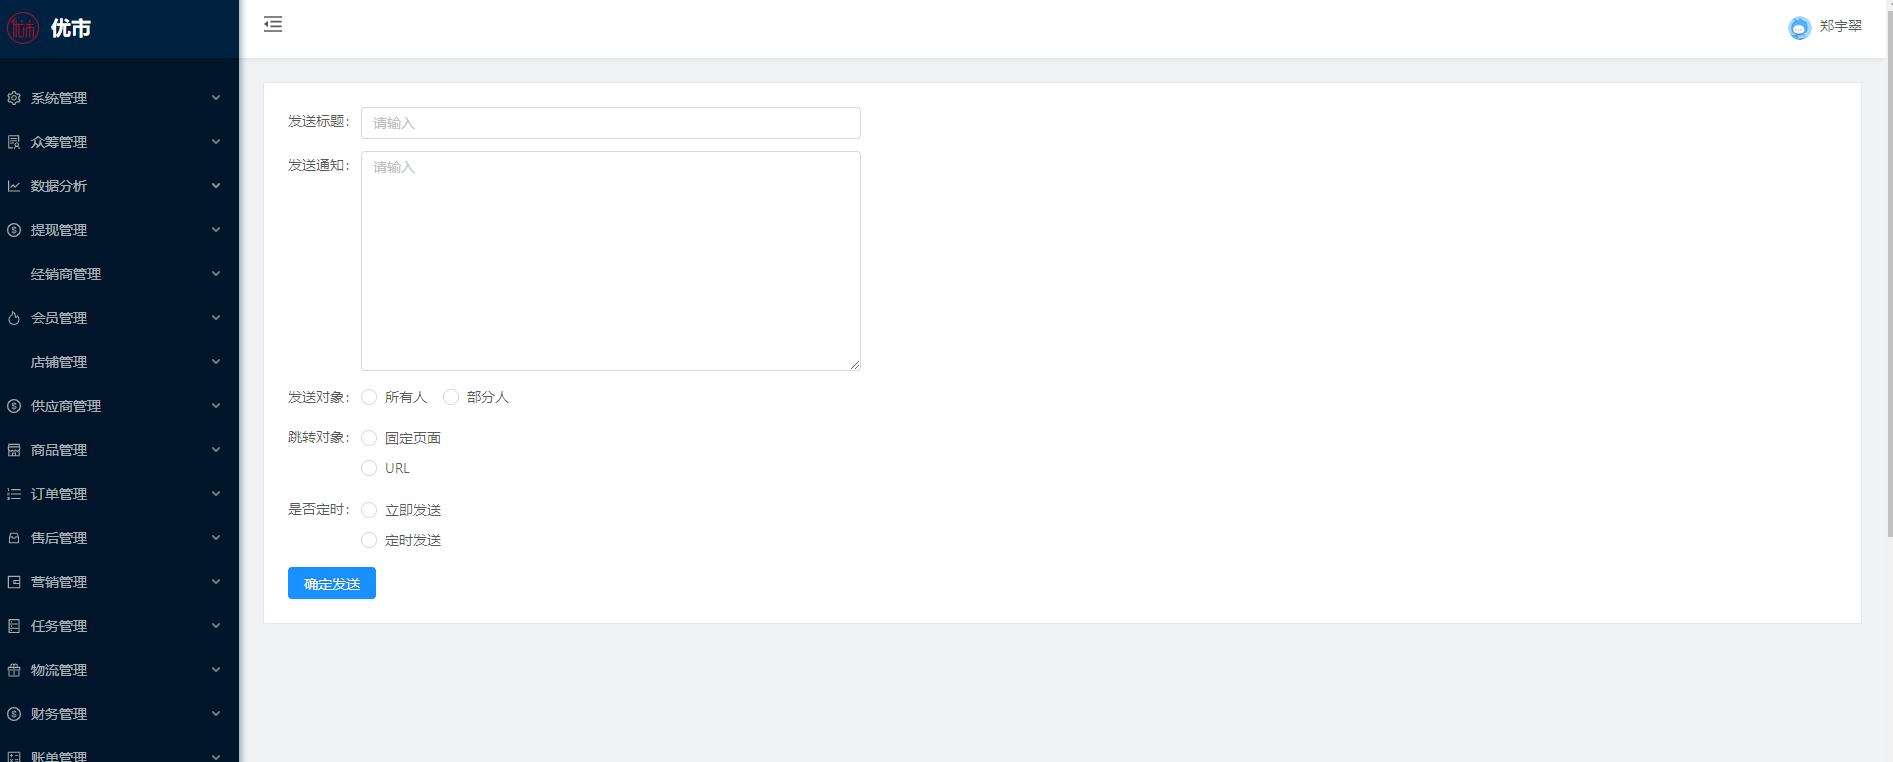 优市
系统管理
众筹管理
数据分析
提现管理
经销商管理
会员管理
店铺管理
供应商管理
商品管理
订单管理
售后管理
营销管理
任务管理
物流管理
财务管理
账单管理
郑宇翠
发送标题：
请输入
发送通知：
请输入
发送对象：
所有人 部分人
跳转对象：
固定页面
URL
是否定时：
立即发送
定时发送
确定发送